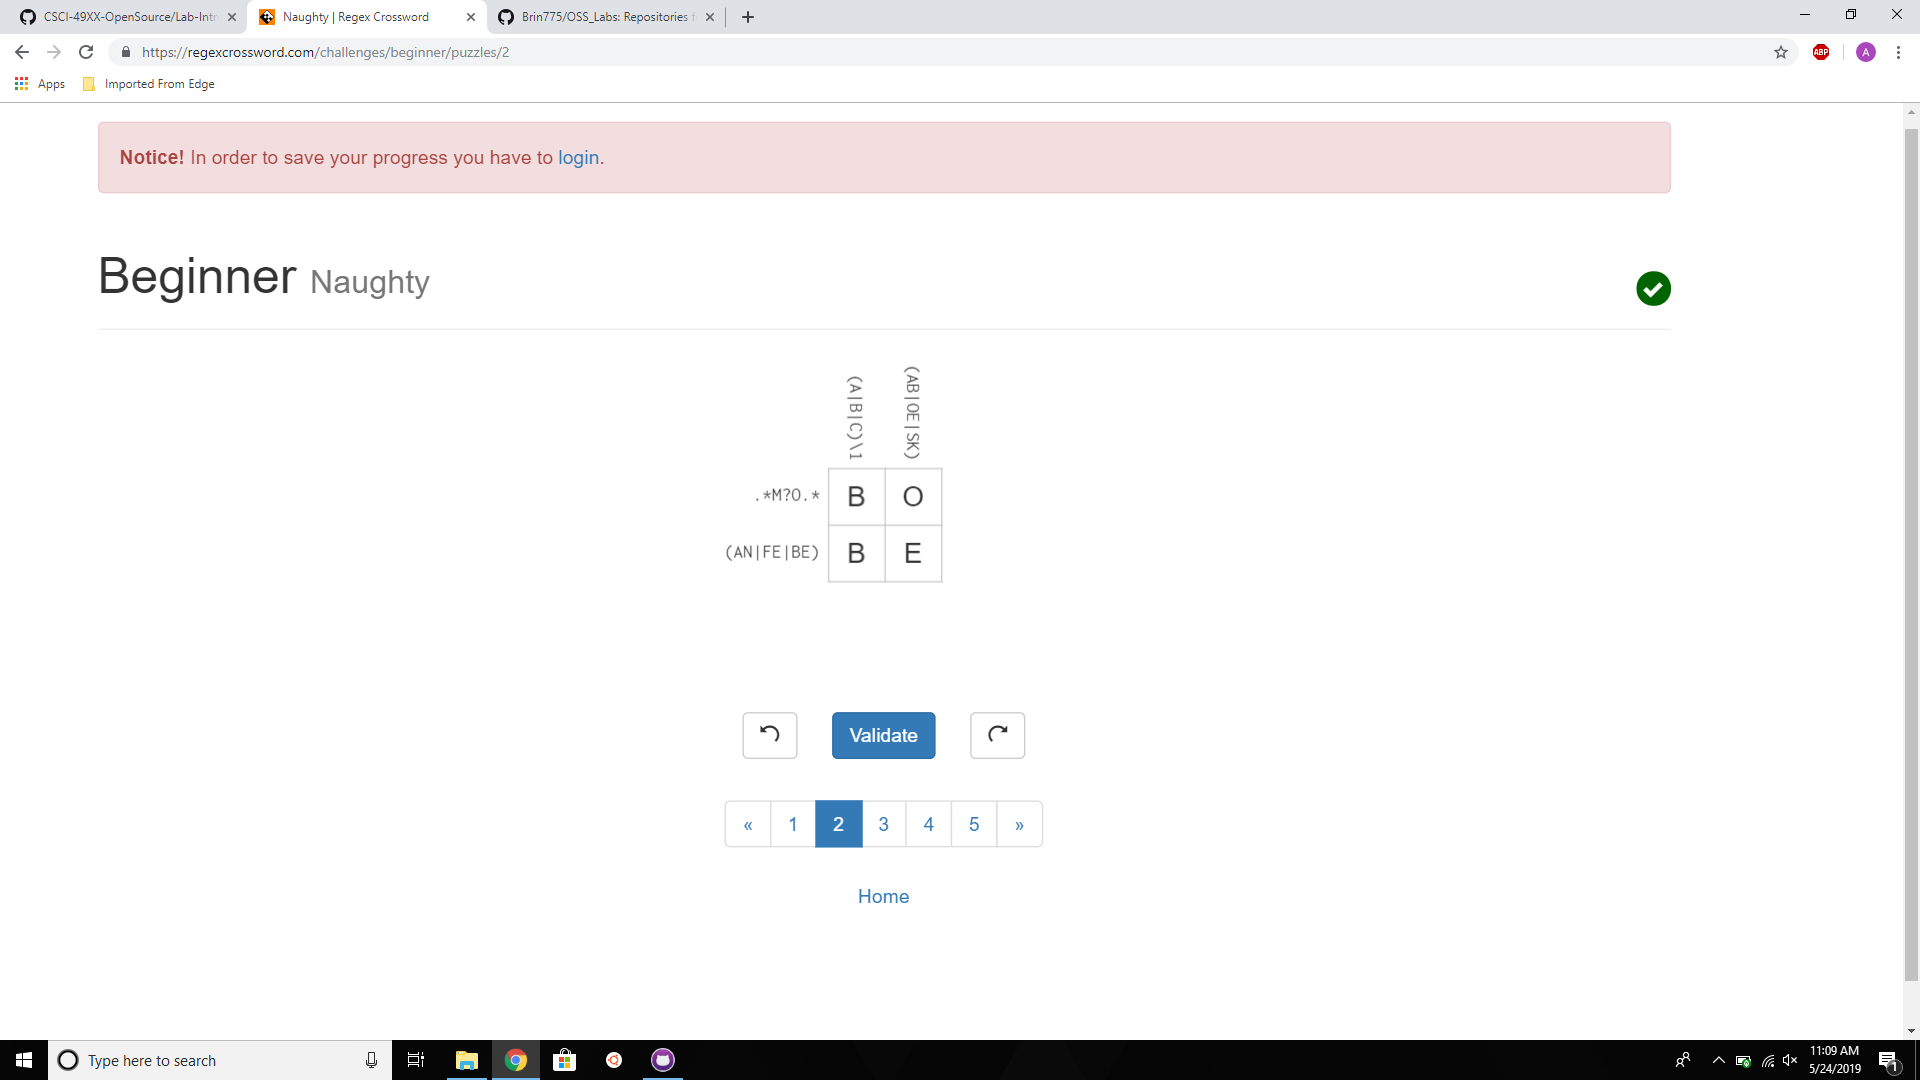 CSCI-49XX-OpenSource/Lab-Intr
Naughty | Regex Crossword
Brin775/OSS_Labs: Repositories f
https://regexcrossword.com/challenges/beginner/puzzles/2
ABP
A
Apps
Imported From Edge
Notice! In order to save your progress you have to login.
Beginner Naughty
(A|B|C)\1
(AB|OE|SK)
.*M?O.*
B
O
(AN|FE|BE)
B
E
Validate
« 1 2 3 4 5 »
Home
Type here to search
11:09 AM
5/24/2019
1